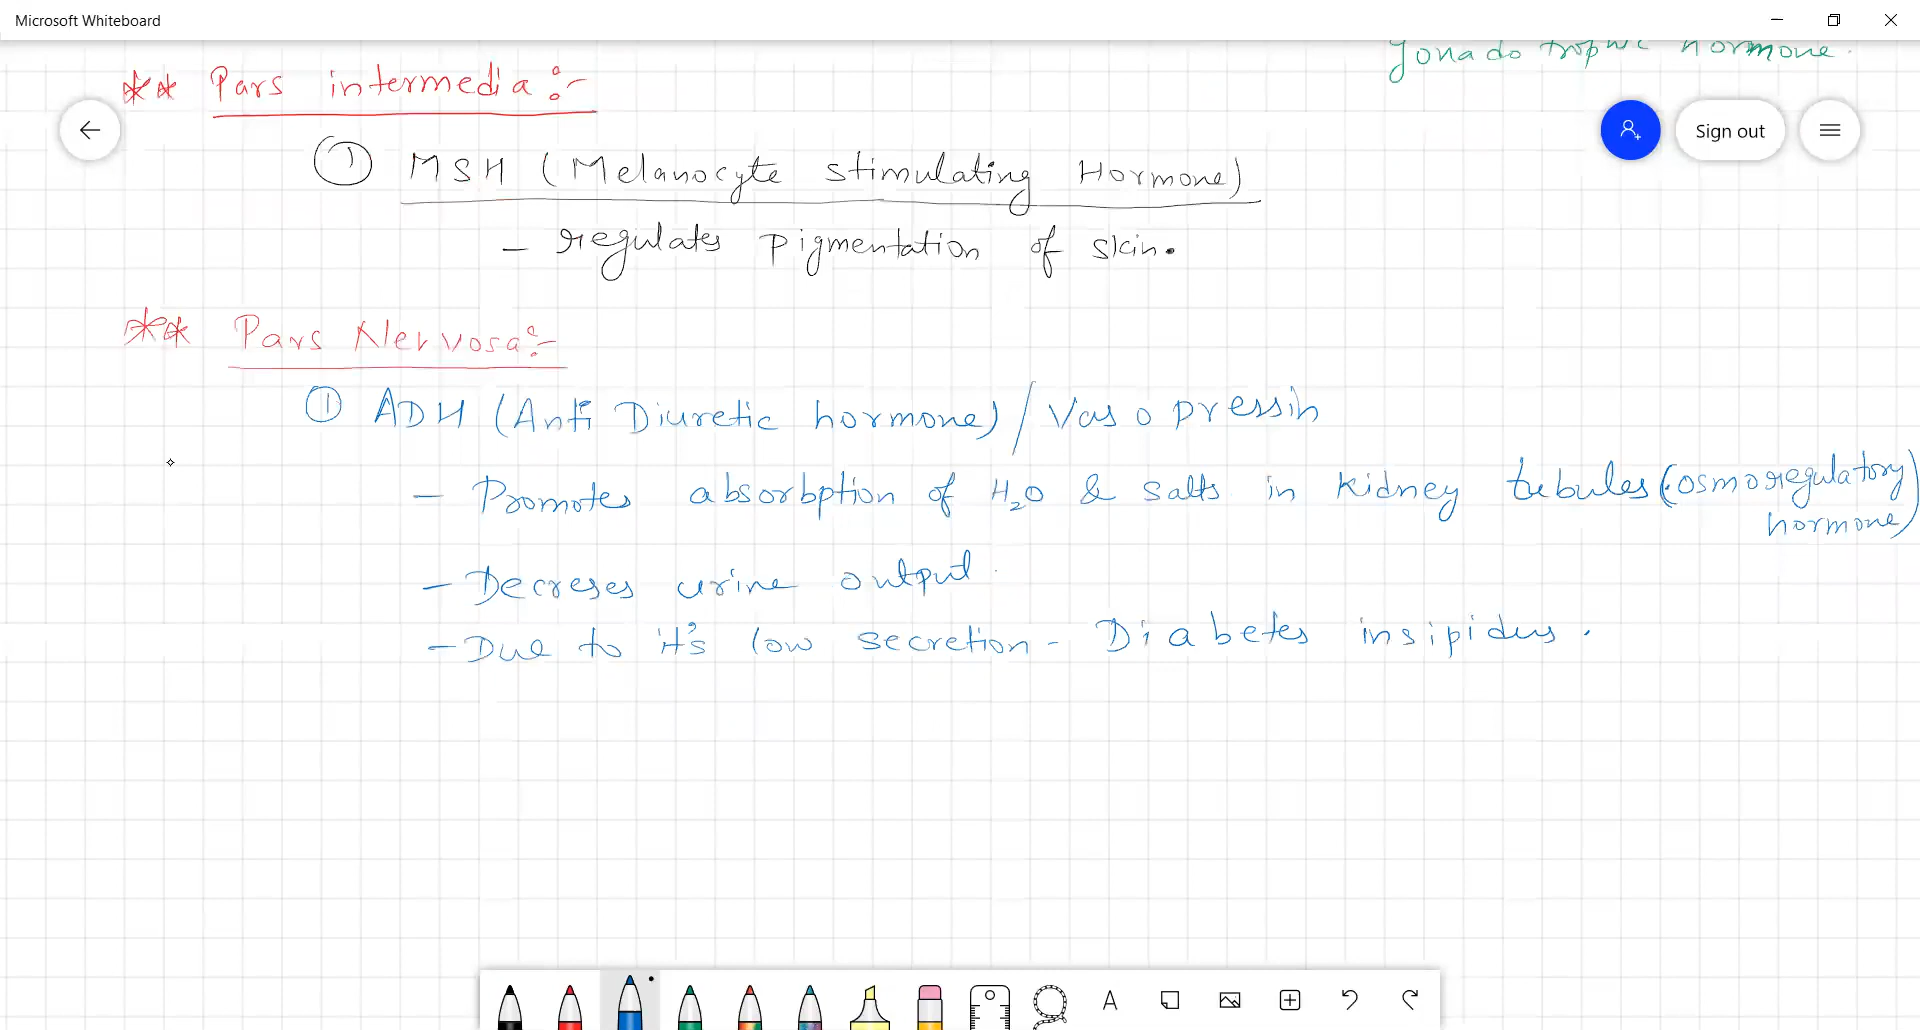 Microsoft Whiteboard
gonado trophic hormone.
** Pars intermedia:-
Sign out
① MSH (Melanocyte stimulating Hormone)
- regulates pigmentation of skin.
** Pars Nervosa:-
① ADH (Anti Diuretic hormone) / Vasopressin
- Promotes absorbption of H₂O & salts in kidney tubules (osmoregulatory
hormone)
- Decreses urine output.
- Due to it's low secretion - Diabetes insipidus.
A